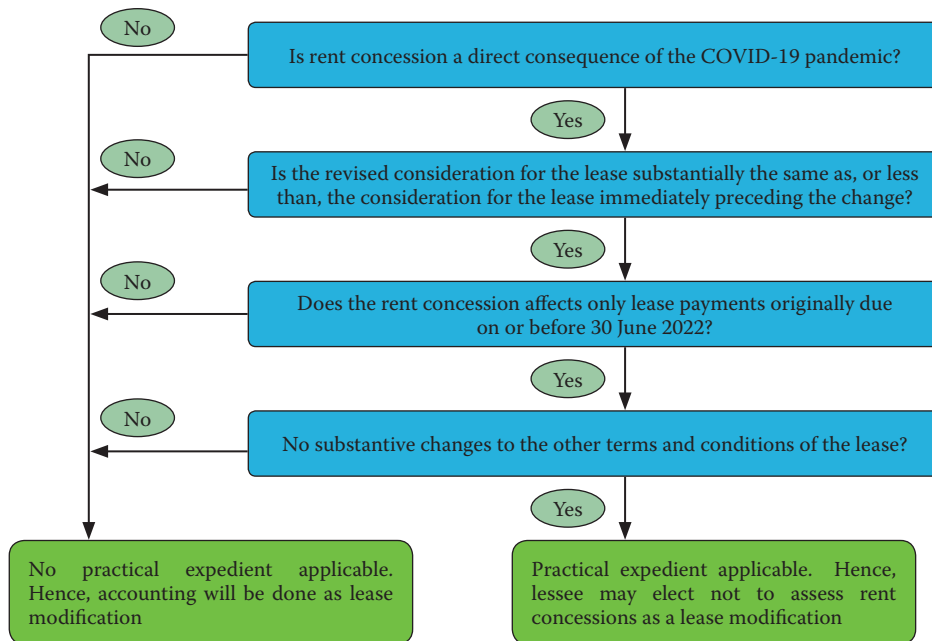 No
Is rent concession a direct consequence of the COVID-19 pandemic?
Yes
No
Is the revised consideration for the lease substantially the same as, or less
than, the consideration for the lease immediately preceding the change?
Yes
No
Does the rent concession affects only lease payments originally due
on or before 30 June 2022?
Yes
No
No substantive changes to the other terms and conditions of the lease?
Yes
No practical expedient applicable.
Hence, accounting will be done as lease
modification
Practical expedient applicable. Hence,
lessee may elect not to assess rent
concessions as a lease modification